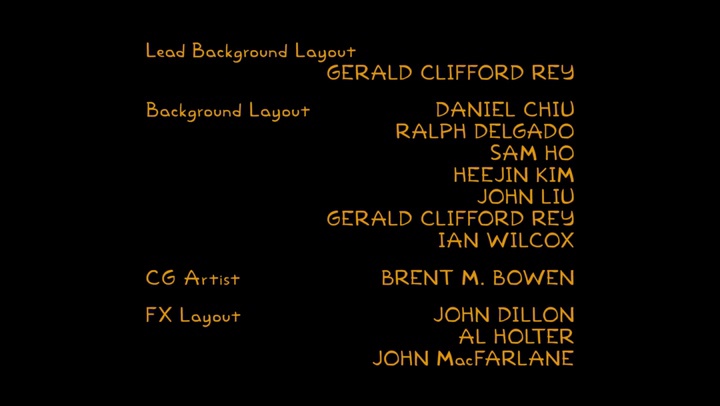 Lead Background Layout
GERALD CLIFFORD REY
Background Layout DANIEL CHIU
RALPH DELGADO
SAM HO
HEEJIN KIM
JOHN LIU
GERALD CLIFFORD REY
IAN WILCOX
CG Artist BRENT M. BOWEN
FX Layout JOHN DILLON
AL HOLTER
JOHN MacFARLANE